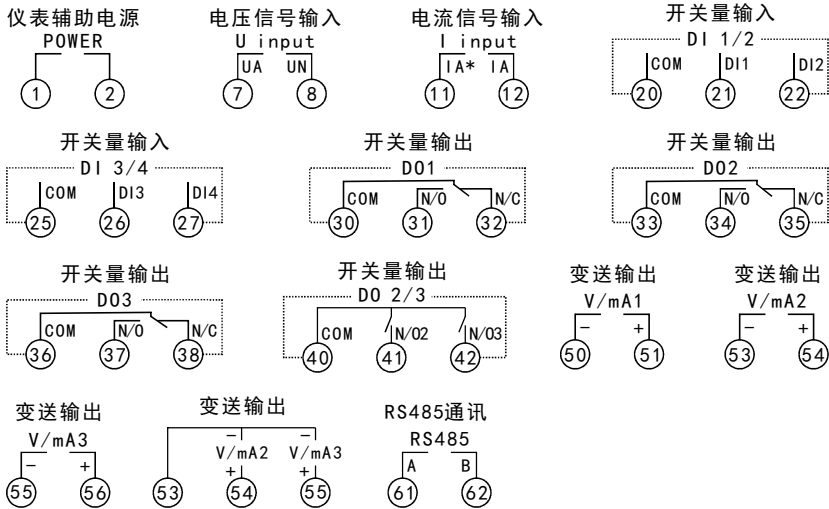 仪表辅助电源 电压信号输入 电流信号输入 开关量输入
POWER U input I input DI 1/2
UA UN IA* IA COM DI1 DI2
1 2 7 8 11 12 20 21 22
开关量输入 开关量输出 开关量输出
DI 3/4 DO1 DO2
COM DI3 DI4 COM N/O N/C COM N/O N/C
25 26 27 30 31 32 33 34 35
开关量输出 开关量输出 变送输出 变送输出
DO3 DO 2/3 V/mA1 V/mA2
COM N/O N/C COM N/O2 N/O3 − + − +
36 37 38 40 41 42 50 51 53 54
变送输出 变送输出 RS485通讯
V/mA3 − − RS485
− + V/mA2 V/mA3 A B
+ +
55 56 53 54 55 61 62